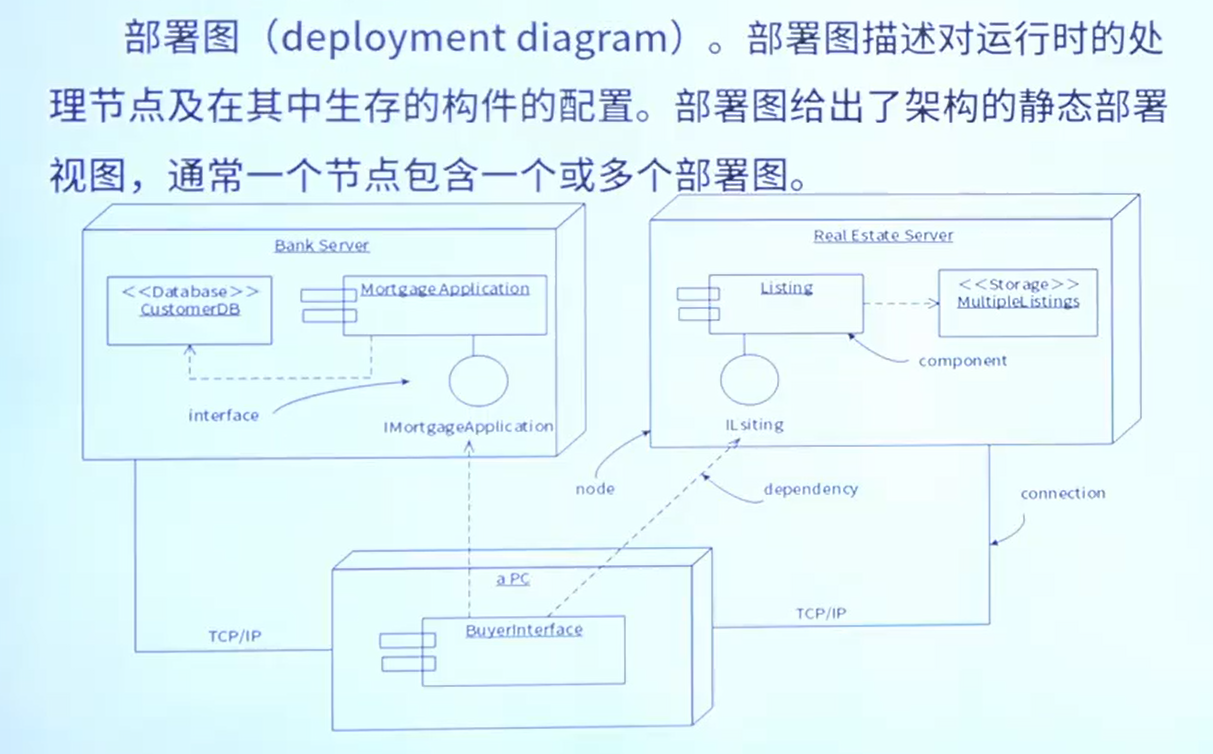 部署图（deployment diagram）。部署图描述对运行时的处
理节点及在其中生存的构件的配置。部署图给出了架构的静态部署
视图，通常一个节点包含一个或多个部署图。
Bank Server
<<Database>>
CustomerDB
Mortgage Application
interface
IMortgageApplication
Real Estate Server
Listing
<<Storage>>
MultipleListings
component
ILsiting
node
dependency
connection
a PC
BuyerInterface
TCP/IP
TCP/IP